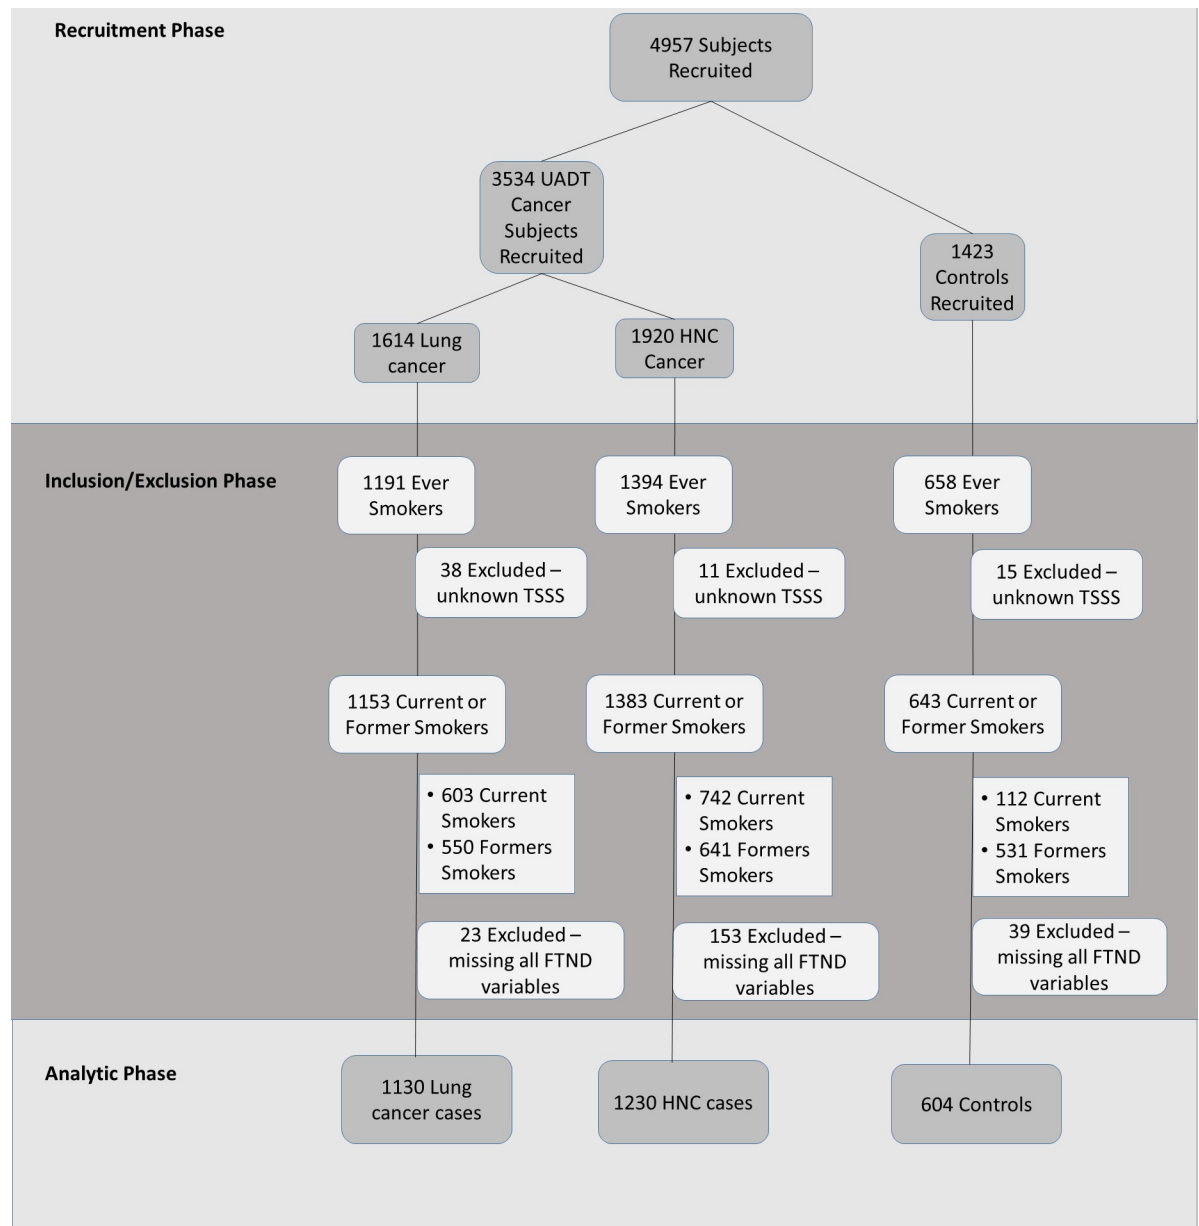 Recruitment Phase
4957 Subjects
Recruited
3534 UADT
Cancer
Subjects
Recruited
1423
Controls
Recruited
1614 Lung
cancer
1920 HNC
Cancer
Inclusion/Exclusion Phase
1191 Ever
Smokers
1394 Ever
Smokers
658 Ever
Smokers
38 Excluded –
unknown TSSS
11 Excluded –
unknown TSSS
15 Excluded –
unknown TSSS
1153 Current or
Former Smokers
1383 Current or
Former Smokers
643 Current or
Former Smokers
• 603 Current
Smokers
• 550 Formers
Smokers
• 742 Current
Smokers
• 641 Formers
Smokers
• 112 Current
Smokers
• 531 Formers
Smokers
23 Excluded –
missing all FTND
variables
153 Excluded –
missing all FTND
variables
39 Excluded –
missing all FTND
variables
Analytic Phase
1130 Lung
cancer cases
1230 HNC cases
604 Controls